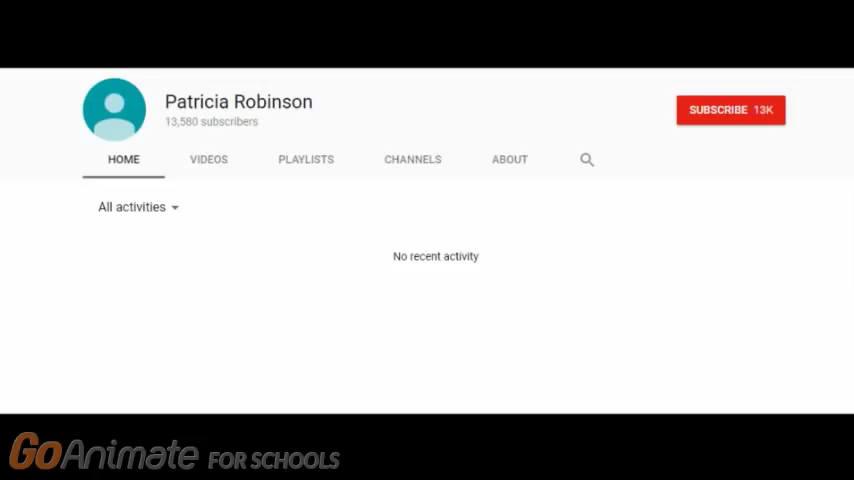 Patricia Robinson
13,580 subscribers
SUBSCRIBE 13K
HOME VIDEOS PLAYLISTS CHANNELS ABOUT
All activities
No recent activity
GoAnimate FOR SCHOOLS